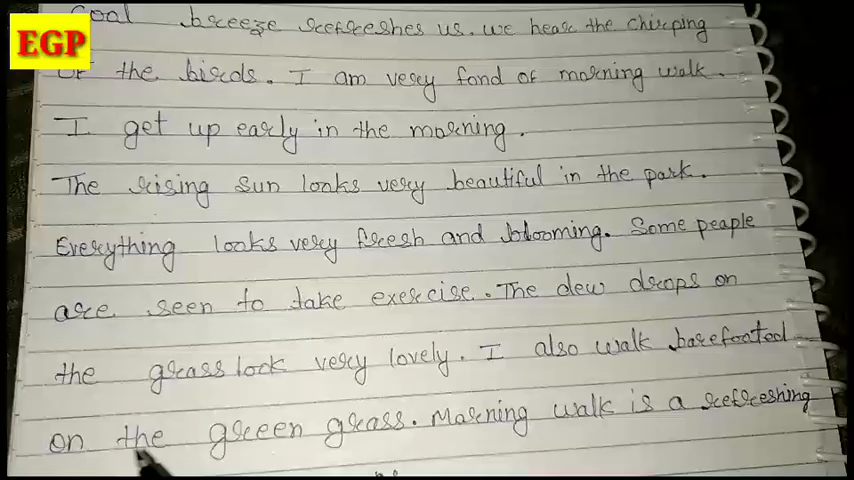 EGP
Cool breeze refreshes us. we hear the chirping
of the birds. I am very fond of morning walk.
I get up early in the morning.
The rising sun looks very beautiful in the park.
Everything looks very fresh and blooming. Some people
are seen to take exercise. The dew drops on
the grass look very lovely. I also walk barefooted
on the green grass. Morning walk is a refreshing